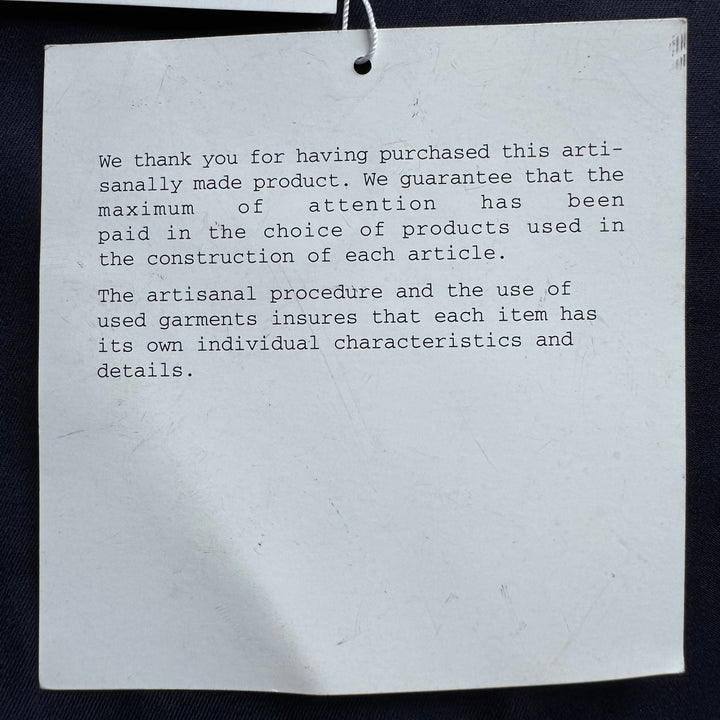 We thank you for having purchased this arti-
sanally made product. We guarantee that the
maximum of attention has been
paid in the choice of products used in
the construction of each article.
The artisanal procedure and the use of
used garments insures that each item has
its own individual characteristics and
details.